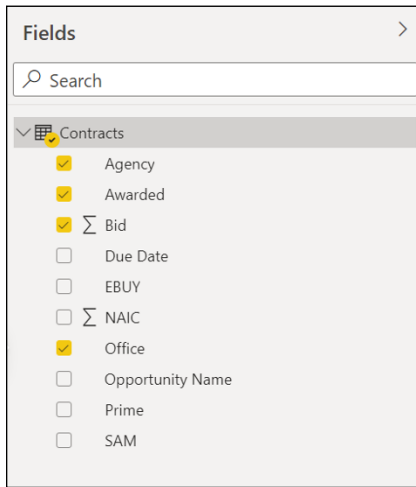 Fields
Search
Contracts
Agency
Awarded
∑ Bid
Due Date
EBUY
∑ NAIC
Office
Opportunity Name
Prime
SAM